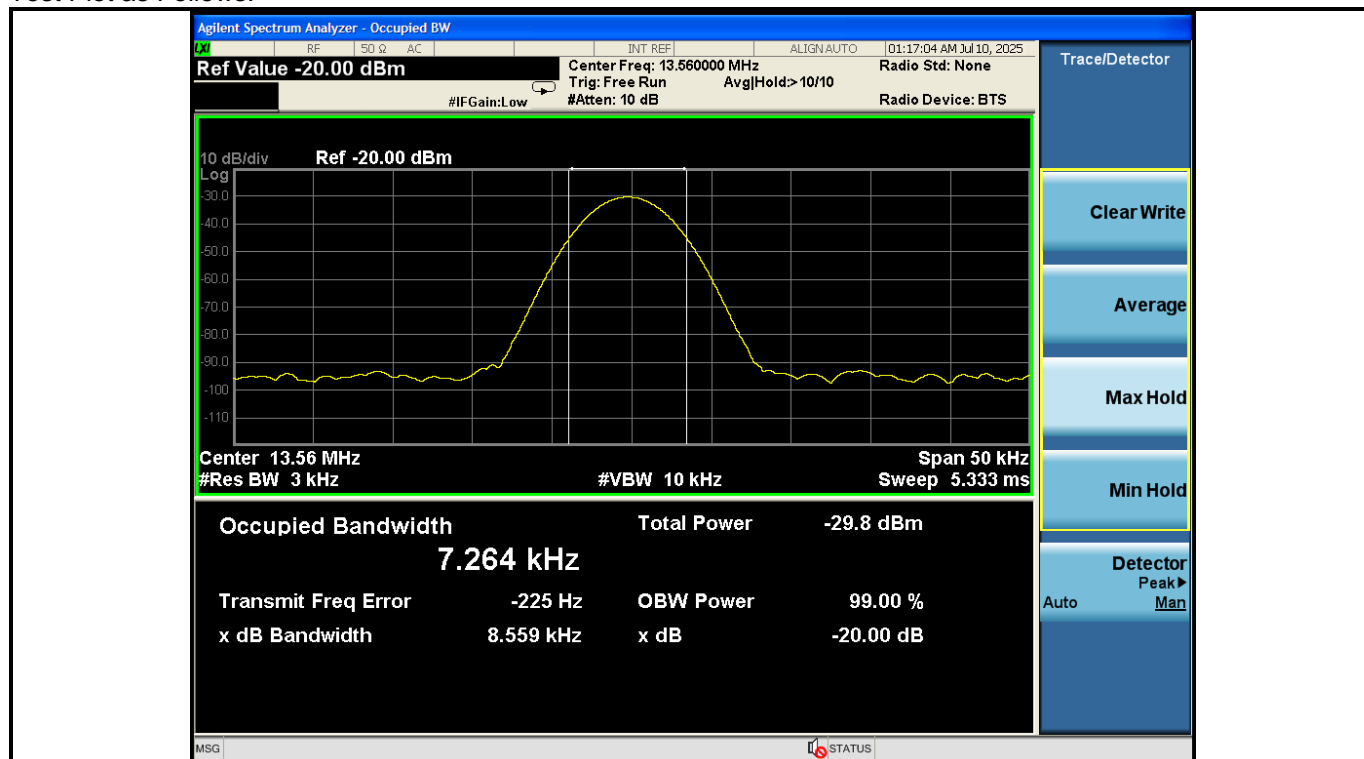 Agilent Spectrum Analyzer - Occupied BW
LXI RF 50 Ω AC INT REF ALIGN AUTO 01:17:04 AM Jul 10, 2025
Ref Value -20.00 dBm
Center Freq: 13.560000 MHz
Radio Std: None
Trig: Free Run Avg|Hold:> 10/10
#IFGain:Low #Atten: 10 dB Radio Device: BTS
10 dB/div Ref -20.00 dBm
Log
-30.0
-40.0
-50.0
-60.0
-70.0
-80.0
-90.0
-100
-110
Center 13.56 MHz Span 50 kHz
#Res BW 3 kHz #VBW 10 kHz Sweep 5.333 ms
Occupied Bandwidth Total Power -29.8 dBm
7.264 kHz
Transmit Freq Error -225 Hz OBW Power 99.00 %
x dB Bandwidth 8.559 kHz x dB -20.00 dB
MSG STATUS
Trace/Detector
Clear Write
Average
Max Hold
Min Hold
Detector
Peak▶
Auto Man